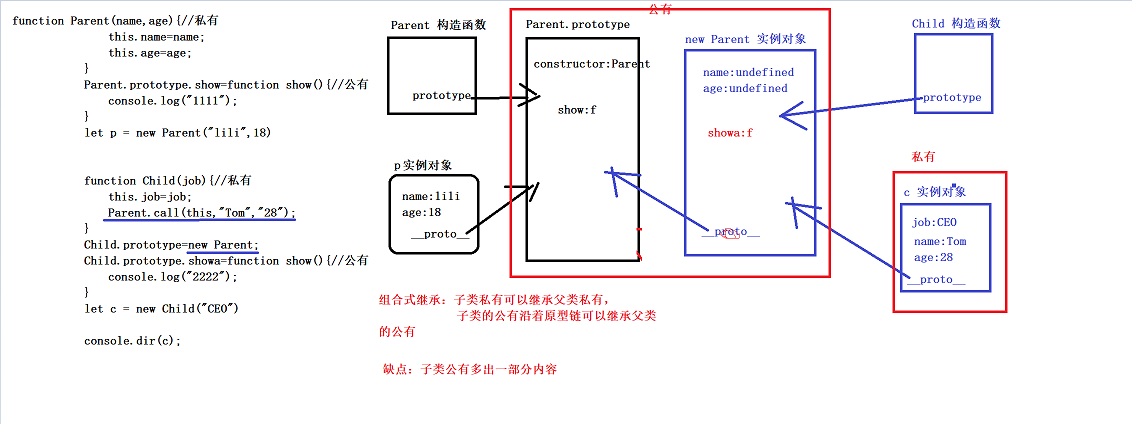 function Parent(name,age){//私有
this.name=name;
this.age=age;
}
Parent.prototype.show=function show(){//公有
console.log("1111");
}
let p = new Parent("lili",18)
function Child(job){//私有
this.job=job;
Parent.call(this,"Tom","28");
}
Child.prototype=new Parent;
Child.prototype.showa=function show(){//公有
console.log("2222");
}
let c = new Child("CEO")
console.dir(c);
Parent 构造函数
prototype
p实例对象
name:lili
age:18
__proto__
公有
Parent.prototype
constructor:Parent
show:f
new Parent 实例对象
name:undefined
age:undefined
showa:f
__proto__
Child 构造函数
prototype
私有
c 实例对象
job:CEO
name:Tom
age:28
__proto__
组合式继承：子类私有可以继承父类私有，
子类的公有沿着原型链可以继承父类
的公有
缺点：子类公有多出一部分内容